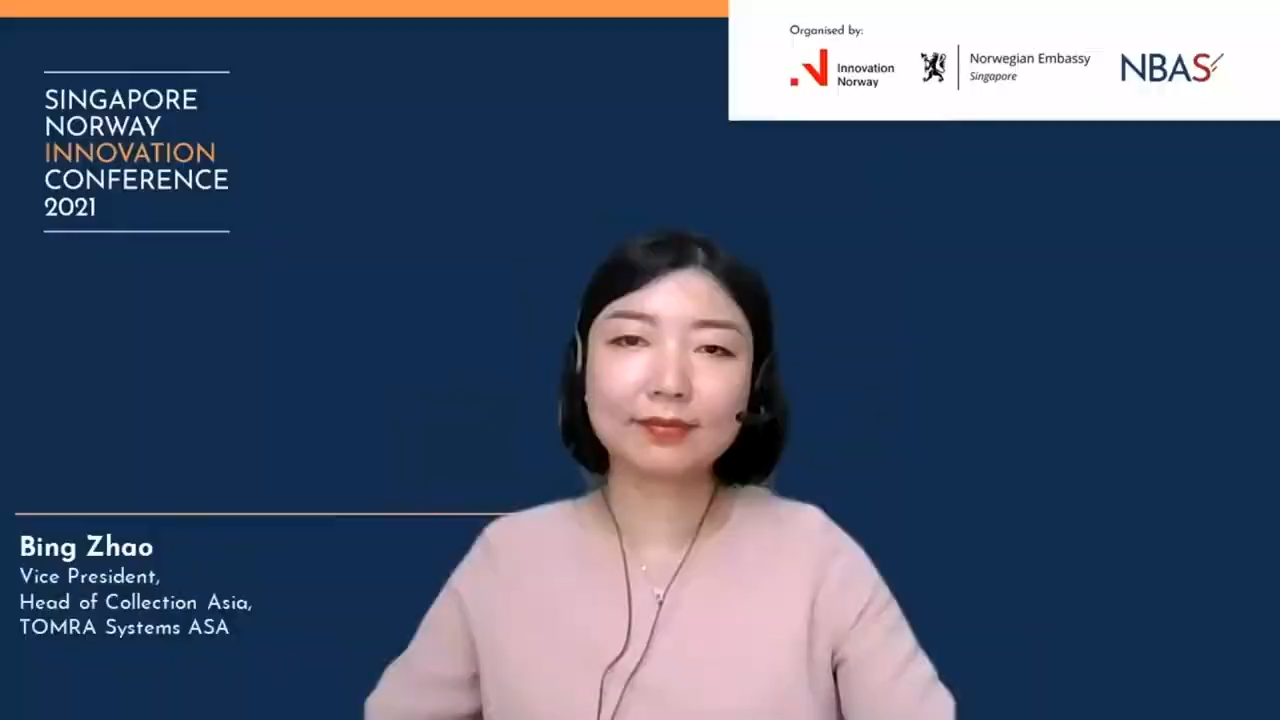 Organised by:
Innovation
Norway
Norwegian Embassy
Singapore
NBAS
SINGAPORE
NORWAY
INNOVATION
CONFERENCE
2021
Bing Zhao
Vice President,
Head of Collection Asia,
TOMRA Systems ASA